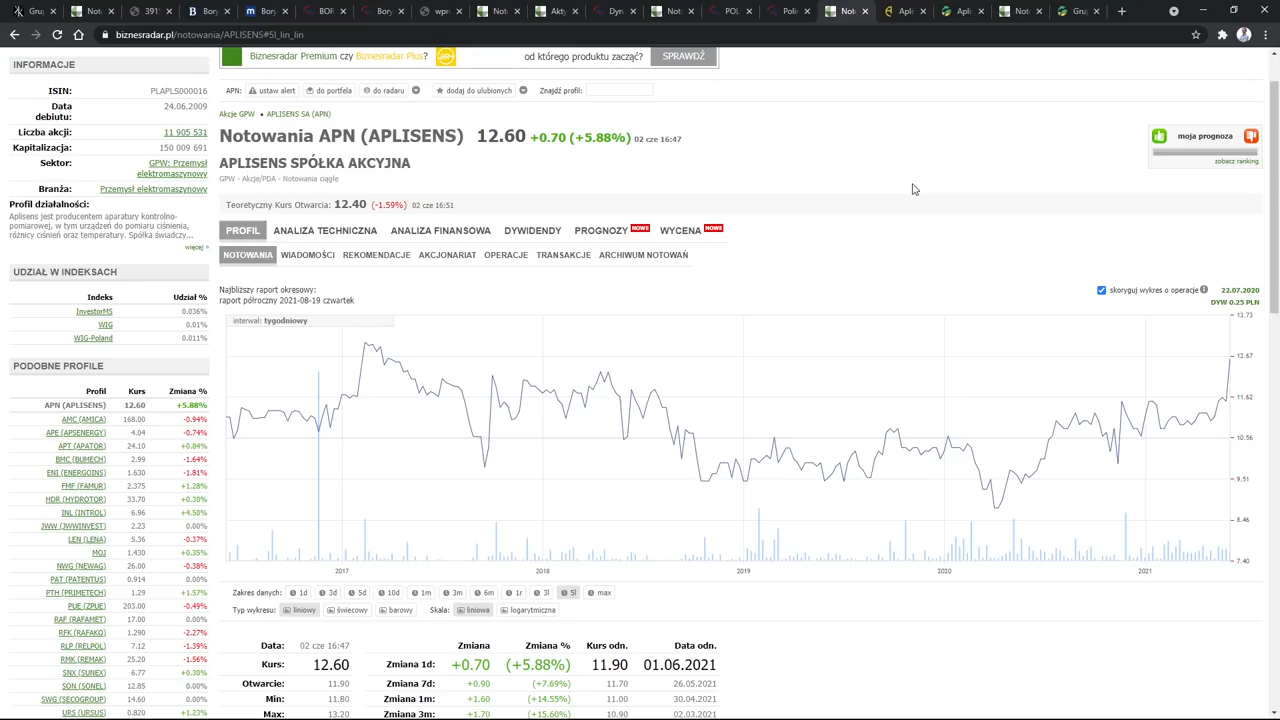 Gru
Pul
Poli
Dyw
Akt
Dyw
Aplis
Polic
Not
Apli
Apli
Not
Not
Gru
biznesradar.pl/notowania/APLISENS#5l_lin_lin
Biznesradar Premium czy Biznesradar Plus?
od którego produktu zacząć?
SPRAWDŹ
APN:
ustaw alert
do portfela
do radaru
dodaj do ulubionych
Znajdź profil:
Akcje GPW • APLISENS SA (APN)
Notowania APN (APLISENS) 12.60 +0.70 (+5.88%) 02 cze 16:47
APLISENS SPÓŁKA AKCYJNA
GPW - Akcje/PDA - Notowania ciągłe
moja prognoza
zobacz ranking
Teoretyczny Kurs Otwarcia: 12.40 (-1.59%) 02 cze 16:51
PROFIL ANALIZA TECHNICZNA ANALIZA FINANSOWA DYWIDENDY PROGNOZY NOWE WYCENA NOWE
NOTOWANIA WIADOMOŚCI REKOMENDACJE AKCJONARIAT OPERACJE TRANSAKCJE ARCHIWUM NOTOWAŃ
Najbliższy raport okresowy:
raport półroczny 2021-08-19 czwartek
skoryguj wykres o operacje
22.07.2020
DYW 0.25 PLN
interwał: tygodniowy
13.73
12.67
11.62
10.56
9.51
8.46
7.40
2017 2018 2019 2020 2021
Zakres danych: 1d 3d 5d 10d 1m 3m 6m 1r 3l 5l max
Typ wykresu: liniowy świecowy barowy Skala: liniowa logarytmiczna
Data: 02 cze 16:47
Kurs: 12.60
Otwarcie: 11.90
Min: 11.80
Max: 13.20
Zmiana Zmiana % Kurs odn. Data odn.
Zmiana 1d: +0.70 (+5.88%) 11.90 01.06.2021
Zmiana 7d: +0.90 (+7.69%) 11.70 26.05.2021
Zmiana 1m: +1.60 (+14.55%) 11.00 30.04.2021
Zmiana 3m: +1.70 (+15.60%) 10.90 02.03.2021
INFORMACJE
ISIN: PLAPLS000016
Data debiutu: 24.06.2009
Liczba akcji: 11 905 531
Kapitalizacja: 150 009 691
Sektor: GPW: Przemysł
elektromaszynowy
Branża: Przemysł elektromaszynowy
Profil działalności:
Aplisens jest producentem aparatury kontrolno-
pomiarowej, w tym urządzeń do pomiaru ciśnienia,
różnicy ciśnień oraz temperatury. Spółka świadczy...
więcej »
UDZIAŁ W INDEKSACH
Indeks Udział %
InvestorMS 0.036%
WIG 0.01%
WIG-Poland 0.011%
PODOBNE PROFILE
Profil Kurs Zmiana %
APN (APLISENS) 12.60 +5.88%
AMC (AMICA) 168.00 -0.94%
APE (APSENERGY) 4.04 -0.74%
APT (APATOR) 24.10 +0.84%
BMC (BUMECH) 2.99 -1.64%
ENI (ENERGOINS) 1.630 -1.81%
FMF (FAMUR) 2.375 +1.28%
HDR (HYDROTOR) 33.70 +0.30%
INL (INTROL) 6.96 +4.50%
JWW (JWWINVEST) 2.23 0.00%
LEN (LENA) 5.36 -0.37%
MOJ 1.430 +0.35%
NWG (NEWAG) 26.00 -0.38%
PAT (PATENTUS) 0.914 0.00%
PTH (PRIMETECH) 1.29 +1.57%
PUE (ZPUE) 203.00 -0.49%
RAF (RAFAMET) 17.00 0.00%
RFK (RAFAKO) 1.290 -2.27%
RLP (RELPOL) 7.12 -1.39%
RMK (REMAK) 25.20 -1.56%
SNX (SUNEX) 6.77 +0.30%
SON (SONEL) 12.85 0.00%
SWG (SECOGROUP) 14.60 0.00%
URS (URSUS) 0.820 +1.23%